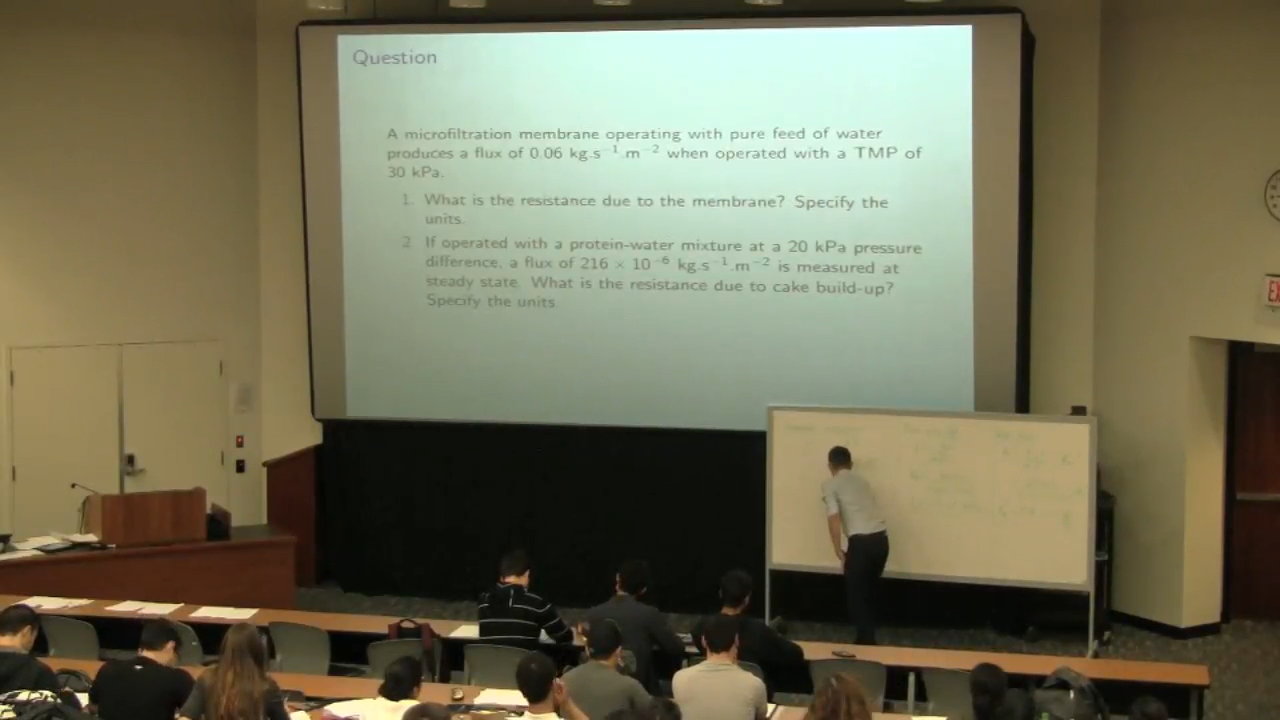 Question
A microfiltration membrane operating with pure feed of water
produces a flux of 0.06 kg.s⁻¹.m⁻² when operated with a TMP of
30 kPa.
1. What is the resistance due to the membrane? Specify the
units.
2. If operated with a protein-water mixture at a 20 kPa pressure
difference, a flux of 216 × 10⁻⁶ kg.s⁻¹.m⁻² is measured at
steady state. What is the resistance due to cake build-up?
Specify the units.